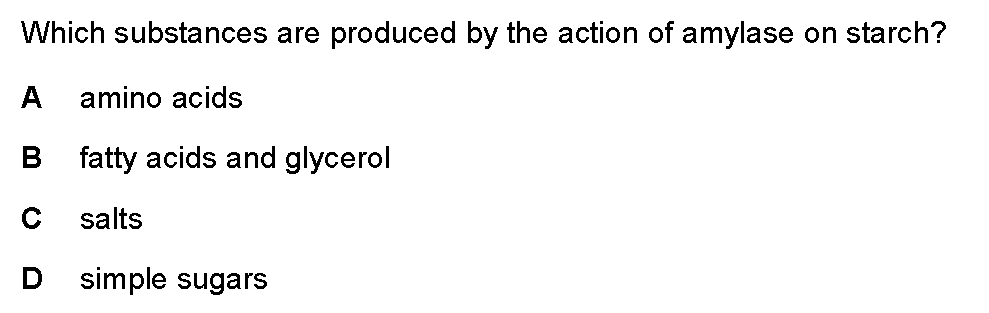 Which substances are produced by the action of amylase on starch?
A amino acids
B fatty acids and glycerol
C salts
D simple sugars